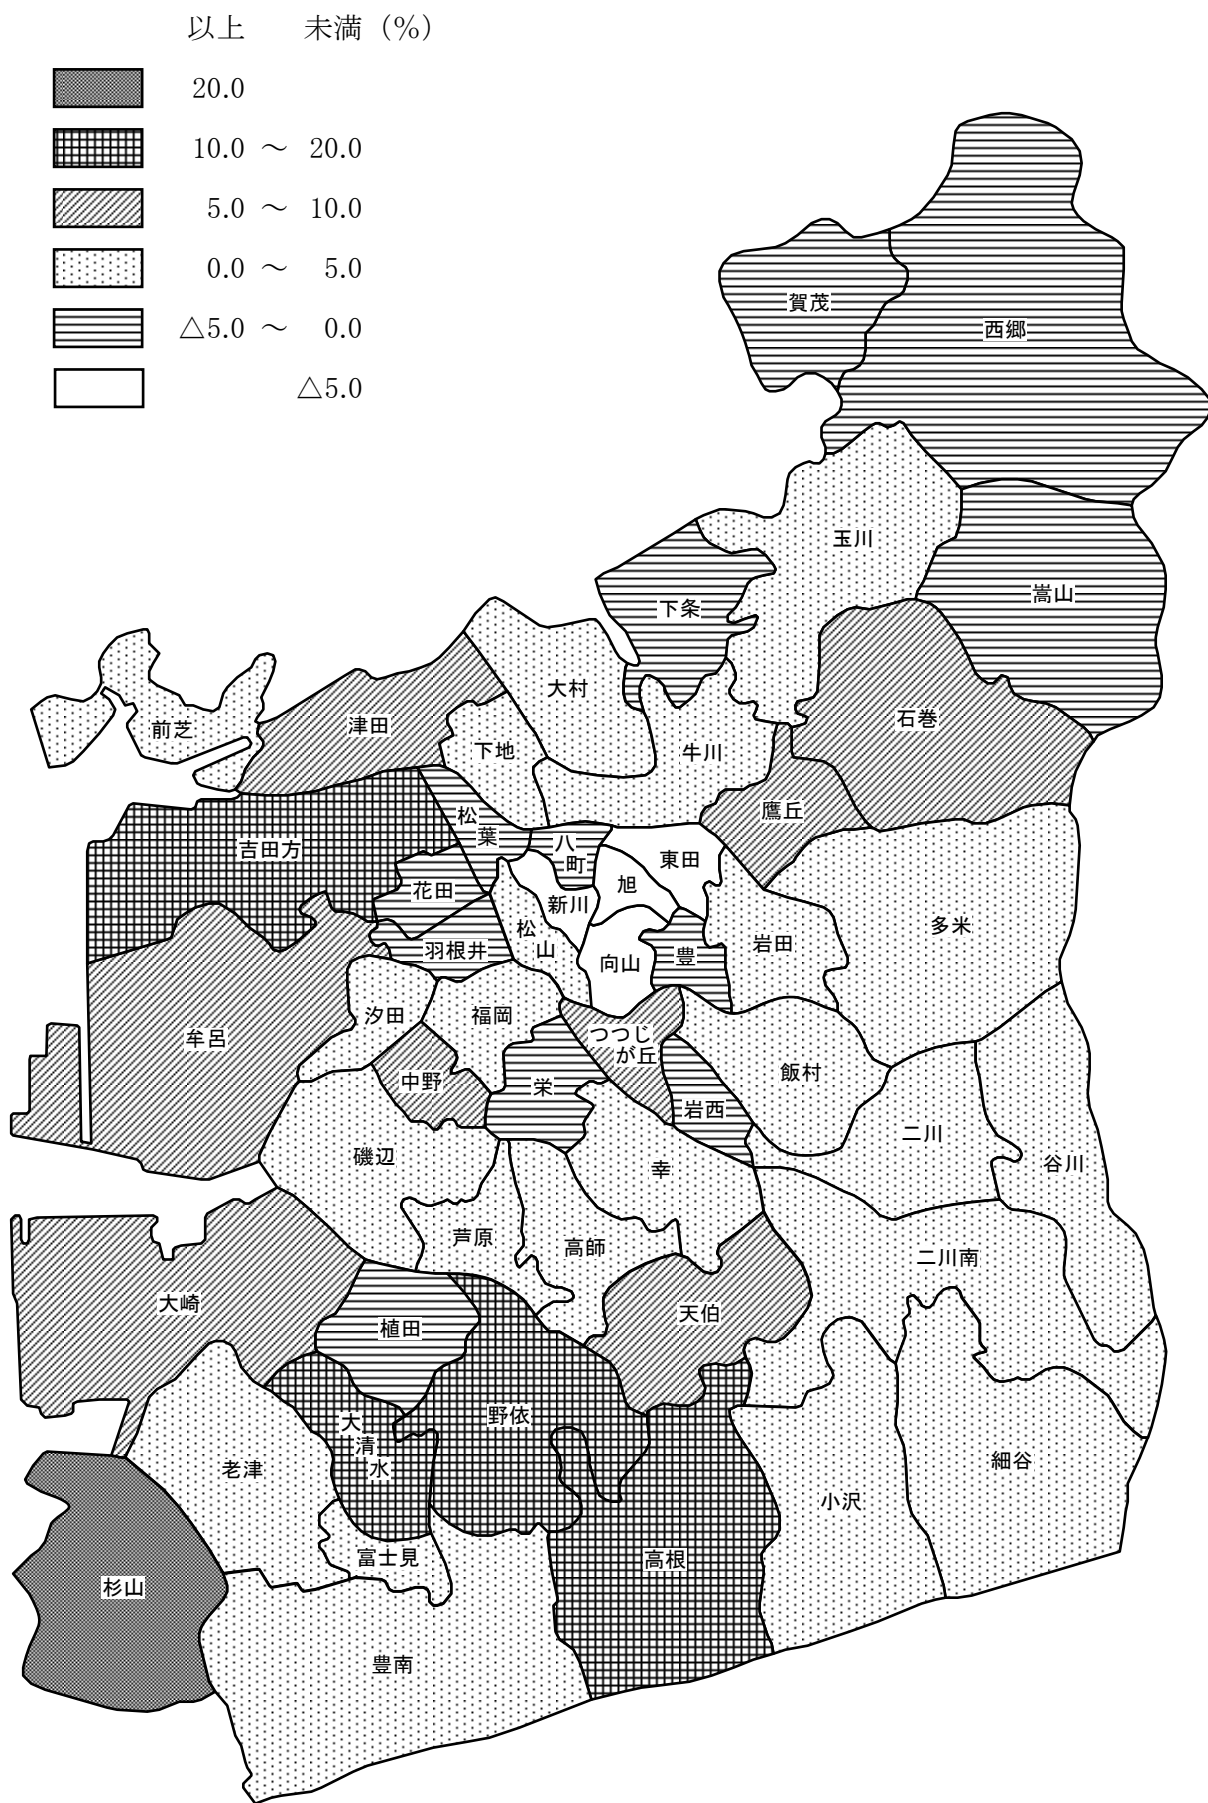 以上 未満 (%)
20.0
10.0 ～ 20.0
5.0 ～ 10.0
0.0 ～ 5.0
△5.0 ～ 0.0
△5.0
賀茂
西郷
玉川
嵩山
下条
大村
石巻
前芝
津田
下地
牛川
鷹丘
松葉
八町
吉田方
東田
花田
旭
新川
松山
多米
羽根井
向山
豊
岩田
汐田
福岡
牟呂
つつじが丘
中野
栄
飯村
岩西
二川
磯辺
幸
谷川
芦原
高師
二川南
大崎
植田
天伯
大清水
野依
老津
細谷
小沢
富士見
高根
杉山
豊南